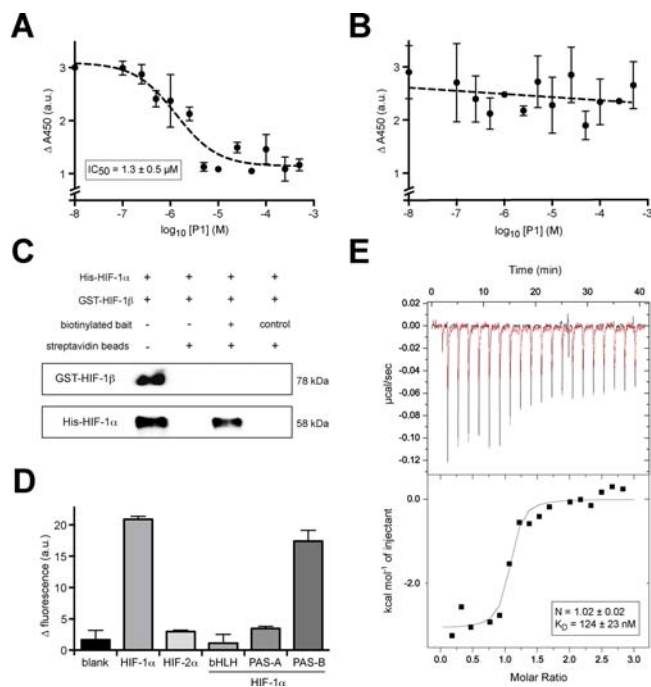 A
Δ A450 (a.u.)
3
2
1
IC50 = 1.3 ± 0.5 µM
-8 -7 -6 -5 -4 -3
log10 [P1] (M)
B
Δ A450 (a.u.)
3
2
1
-8 -7 -6 -5 -4 -3
log10 [P1] (M)
C
His-HIF-1α + + + +
GST-HIF-1β + + + +
biotinylated bait - - + control
streptavidin beads - + + +
GST-HIF-1β 78 kDa
His-HIF-1α 58 kDa
D
Δ fluorescence (a.u.)
20
15
10
5
0
blank HIF-1α HIF-2α bHLH PAS-A PAS-B
HIF-1α
E
Time (min)
0 10 20 30 40
µcal/sec
0.02
0.00
-0.02
-0.04
-0.06
-0.08
-0.10
-0.12
kcal mol-1 of injectant
0.0
-2.0
N = 1.02 ± 0.02
KD = 124 ± 23 nM
0.0 0.5 1.0 1.5 2.0 2.5 3.0
Molar Ratio